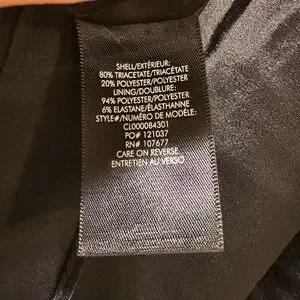 SHELL/EXTÉRIEUR:
80% TRIACETATE/TRIACÉTATE
20% POLYESTER/POLYESTER
LINING/DOUBLURE:
94% POLYESTER/POLYESTER
6% ELASTANE/ÉLASTHANNE
STYLE#/NUMÉRO DE MODÈLE:
CL000084301
PO# 121037
RN# 107677
CARE ON REVERSE
ENTRETIEN AU VERSO